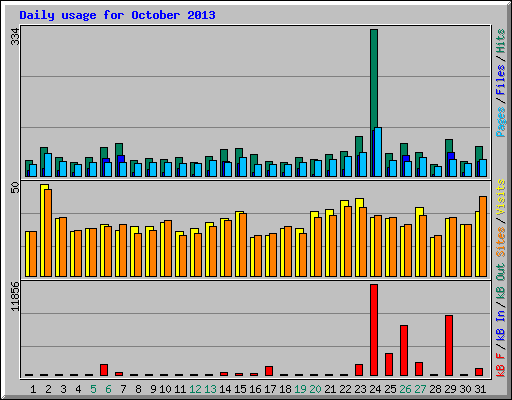 Daily usage for October 2013
334
Pages / Files / Hits
50
Sites / Visits
11856
kB F / kB In / kB Out
1 2 3 4 5 6 7 8 9 10 11 12 13 14 15 16 17 18 19 20 21 22 23 24 25 26 27 28 29 30 31